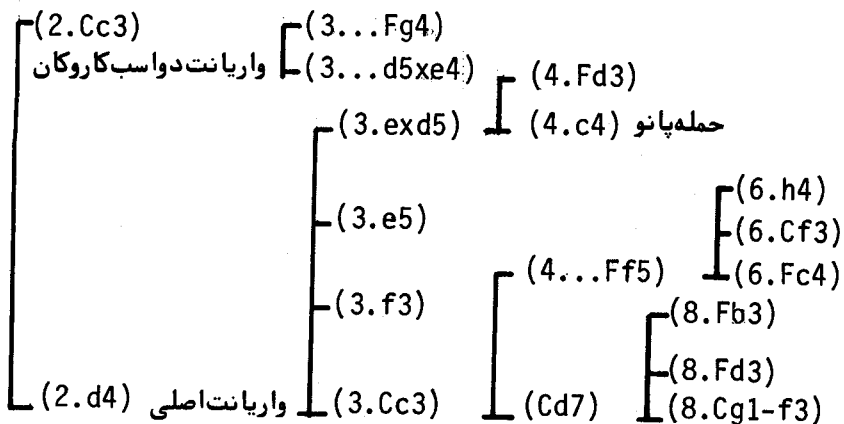 (2.Cc3) (3...Fg4)
واریانت دواسب کاروکان (3...d5xe4) (4.Fd3)
(3.exd5) (4.c4) حمله پانو
(6.h4)
(3.e5) (6.Cf3)
(4...Ff5) (6.Fc4)
(3.f3) (8.Fb3)
(8.Fd3)
(2.d4) واریانت اصلی (3.Cc3) (Cd7) (8.Cg1-f3)